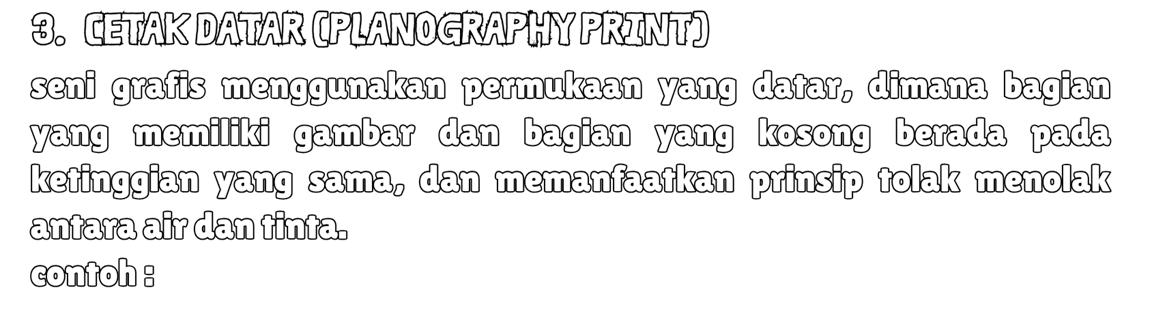 3. CETAK DATAR (PLANOGRAPHY PRINT)
seni grafis menggunakan permukaan yang datar, dimana bagian
yang memiliki gambar dan bagian yang kosong berada pada
ketinggian yang sama, dan memanfaatkan prinsip tolak menolak
antara air dan tinta.
contoh :